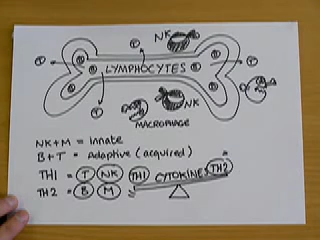 NK
T
T
T
T
B
B
LYMPHOCYTES
B
B
B
B
NK
MACROPHAGE
NK+M = innate
B+T = Adaptive (acquired)
TH1 = T NK TH1 CYTOKINES TH2
TH2 = B M